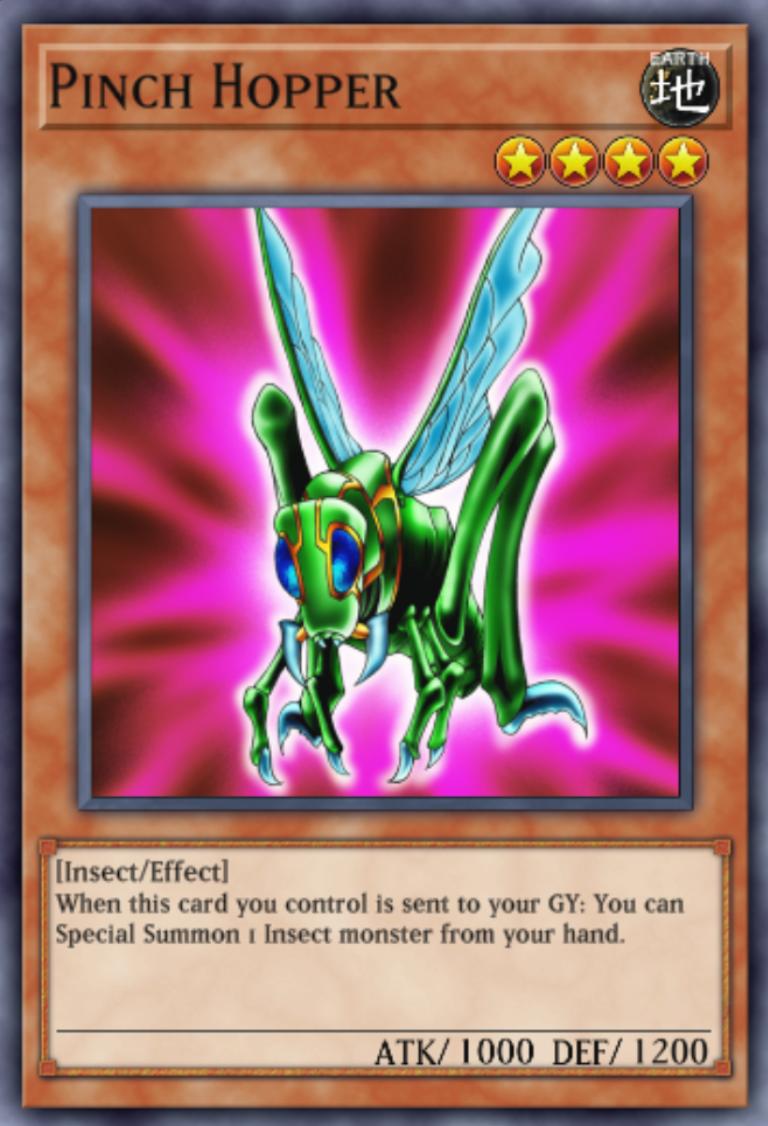 Pinch Hopper
EARTH
地
[Insect/Effect]
When this card you control is sent to your GY: You can
Special Summon 1 Insect monster from your hand.
ATK/ 1000 DEF/ 1200